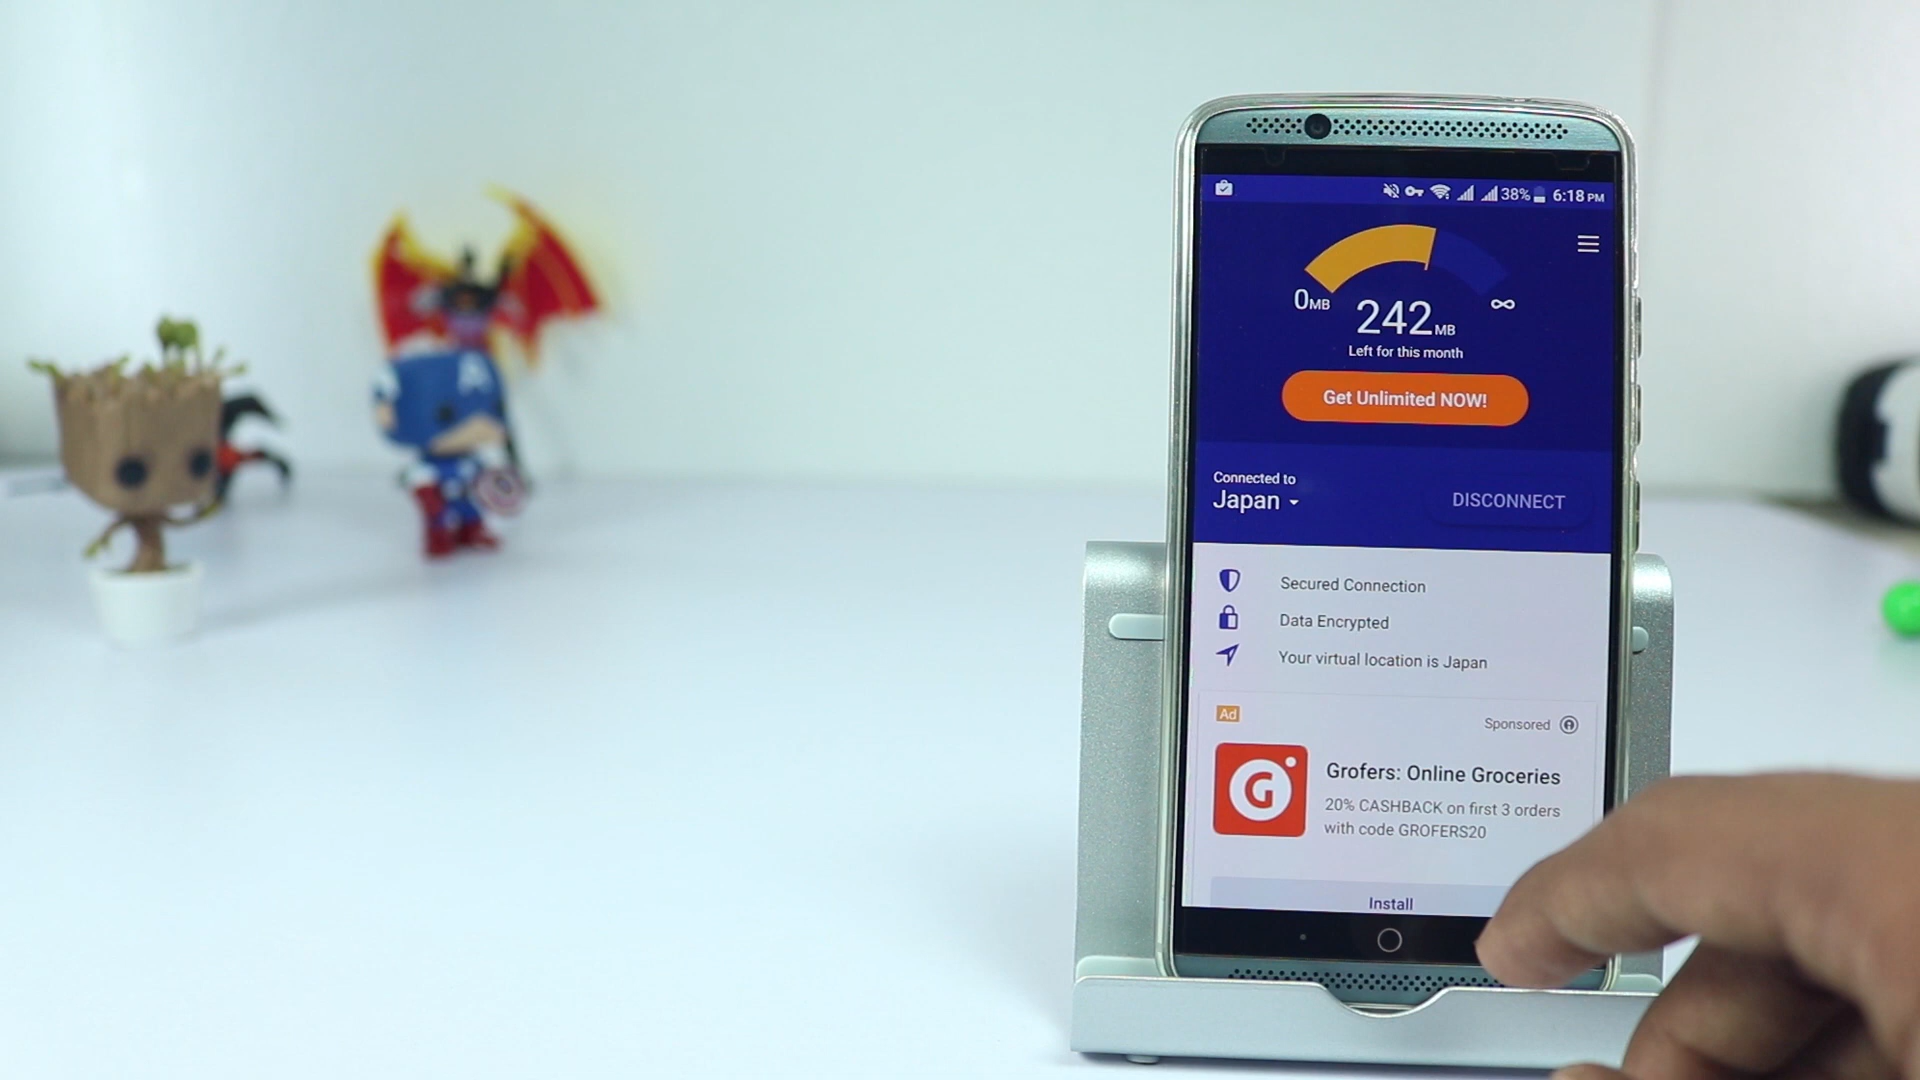 38% 6:18 PM
0MB
∞
242MB
Left for this month
Get Unlimited NOW!
Connected to
Japan
DISCONNECT
Secured Connection
Data Encrypted
Your virtual location is Japan
Ad
Sponsored
G
Grofers: Online Groceries
20% CASHBACK on first 3 orders
with code GROFERS20
Install
A